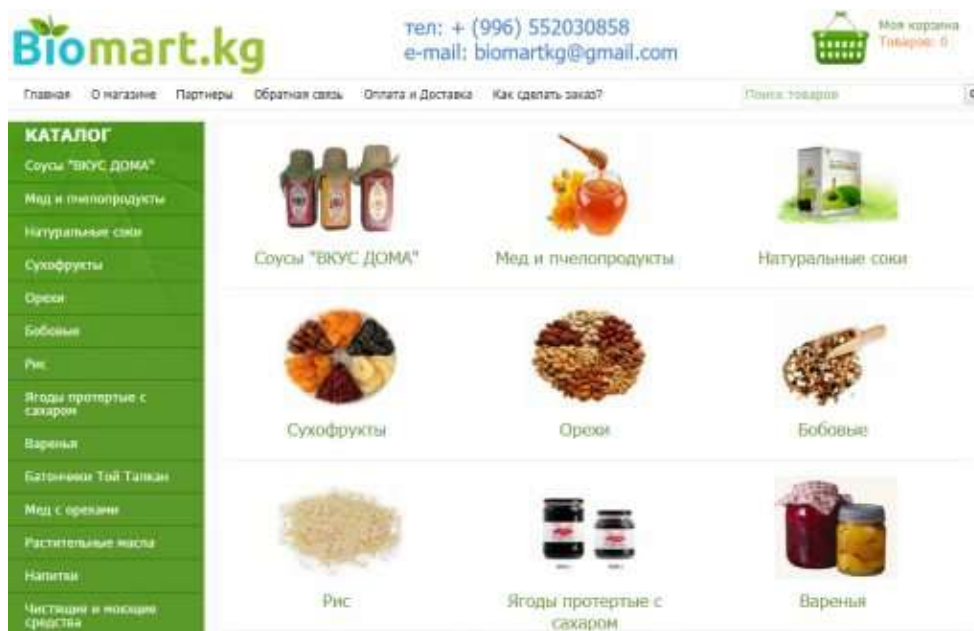 Biomart.kg
тел: + (996) 552030858
e-mail: biomartkg@gmail.com
Моя корзина
Товаров: 0
Главная О магазине Партнеры Обратная связь Оплата и Доставка Как сделать заказ?
Поиск товаров
КАТАЛОГ
Соусы "ВКУС ДОМА"
Мед и пчелопродукты
Натуральные соки
Сухофрукты
Орехи
Бобовые
Рис
Ягоды протертые с
сахаром
Варенья
Батончики Той Талкан
Мед с орехами
Растительные масла
Напитки
Чистящие и моющие
средства
Соусы "ВКУС ДОМА"
Мед и пчелопродукты
Натуральные соки
Сухофрукты
Орехи
Бобовые
Рис
Ягоды протертые с
сахаром
Варенья